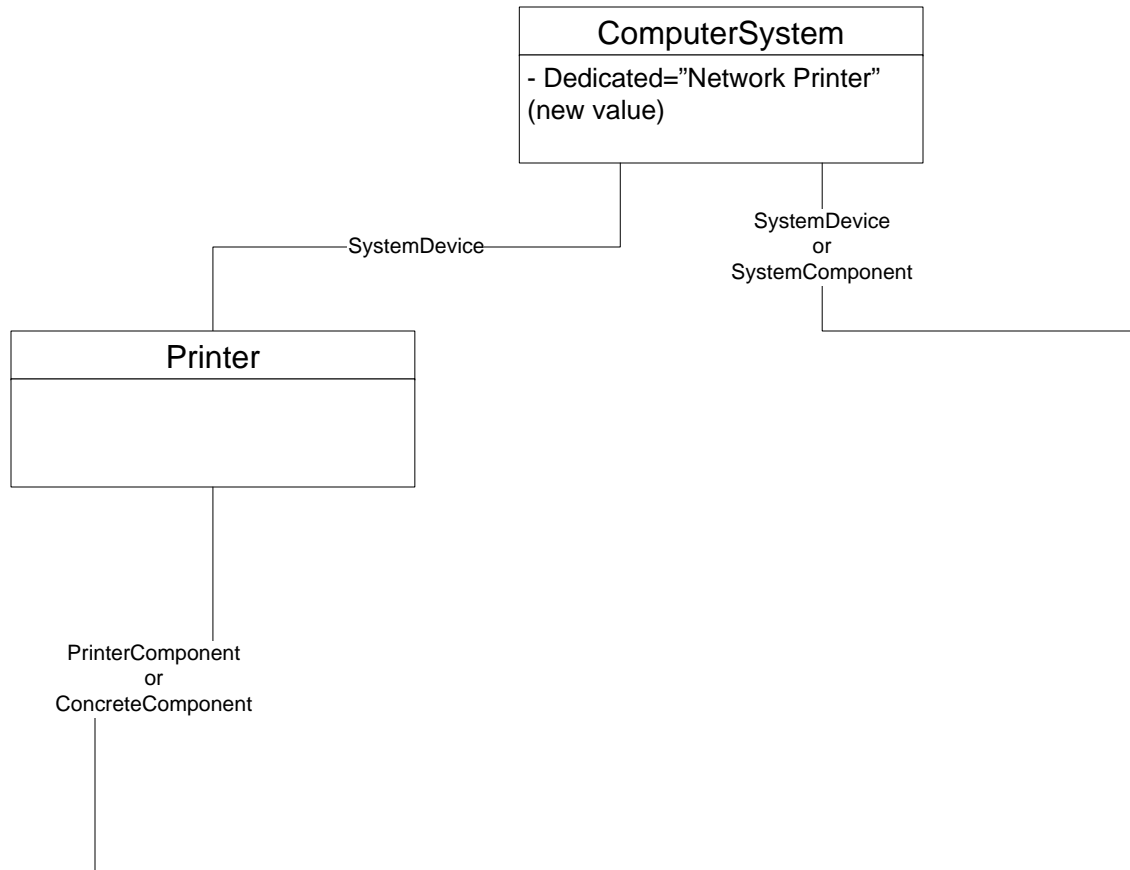 ComputerSystem
- Dedicated=”Network Printer”
(new value)
SystemDevice
SystemDevice
or
SystemComponent
Printer
PrinterComponent
or
ConcreteComponent